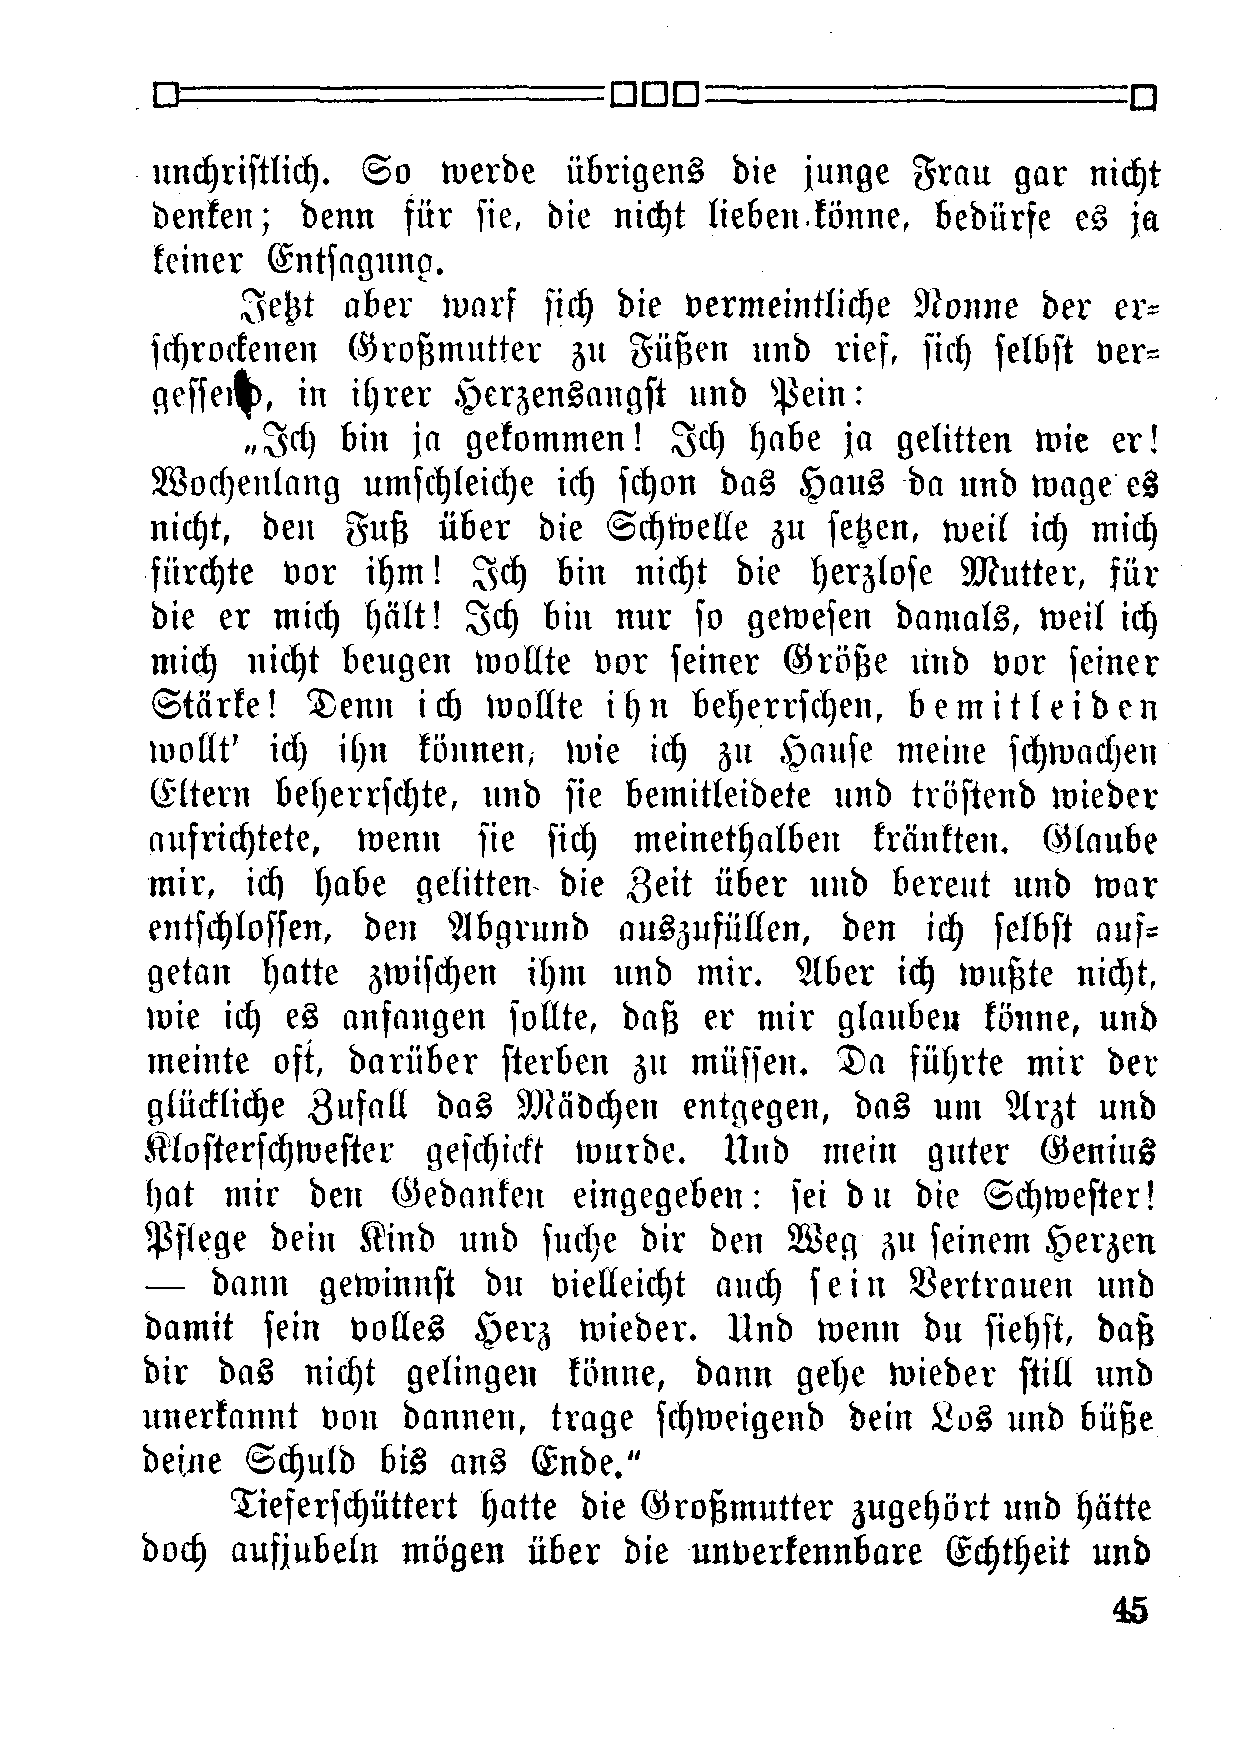 unchristlich. So werde übrigens die junge Frau gar nicht
denken; denn für sie, die nicht lieben könne, bedürfe es ja
keiner Entsagung.
Jetzt aber warf sich die vermeintliche Nonne der er-
schrockenen Großmutter zu Füßen und rief, sich selbst ver-
gessend, in ihrer Herzensangst und Pein:
„Ich bin ja gekommen! Ich habe ja gelitten wie er!
Wochenlang umschleiche ich schon das Haus da und wage es
nicht, den Fuß über die Schwelle zu setzen, weil ich mich
fürchte vor ihm! Ich bin nicht die herzlose Mutter, für
die er mich hält! Ich bin nur so gewesen damals, weil ich
mich nicht beugen wollte vor seiner Größe und vor seiner
Stärke! Denn ich wollte ihn beherrschen, bemitleiden
wollt' ich ihn können, wie ich zu Hause meine schwachen
Eltern beherrschte, und sie bemitleidete und tröstend wieder
aufrichtete, wenn sie sich meinethalben kränkten. Glaube
mir, ich habe gelitten die Zeit über und bereut und war
entschlossen, den Abgrund auszufüllen, den ich selbst auf-
getan hatte zwischen ihm und mir. Aber ich wußte nicht,
wie ich es anfangen sollte, daß er mir glauben könne, und
meinte oft, darüber sterben zu müssen. Da führte mir der
glückliche Zufall das Mädchen entgegen, das um Arzt und
Klosterschwester geschickt wurde. Und mein guter Genius
hat mir den Gedanken eingegeben: sei du die Schwester!
Pflege dein Kind und suche dir den Weg zu seinem Herzen
— dann gewinnst du vielleicht auch sein Vertrauen und
damit sein volles Herz wieder. Und wenn du siehst, daß
dir das nicht gelingen könne, dann gehe wieder still und
unerkannt von dannen, trage schweigend dein Los und büße
deine Schuld bis ans Ende."
Tieferschüttert hatte die Großmutter zugehört und hätte
doch aufjubeln mögen über die unverkennbare Echtheit und
45